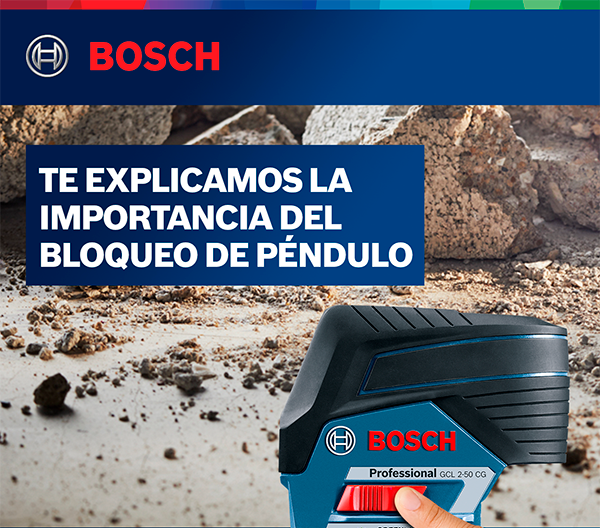 BOSCH
TE EXPLICAMOS LA
IMPORTANCIA DEL
BLOQUEO DE PÉNDULO
BOSCH
Professional GCL 2-50 CG